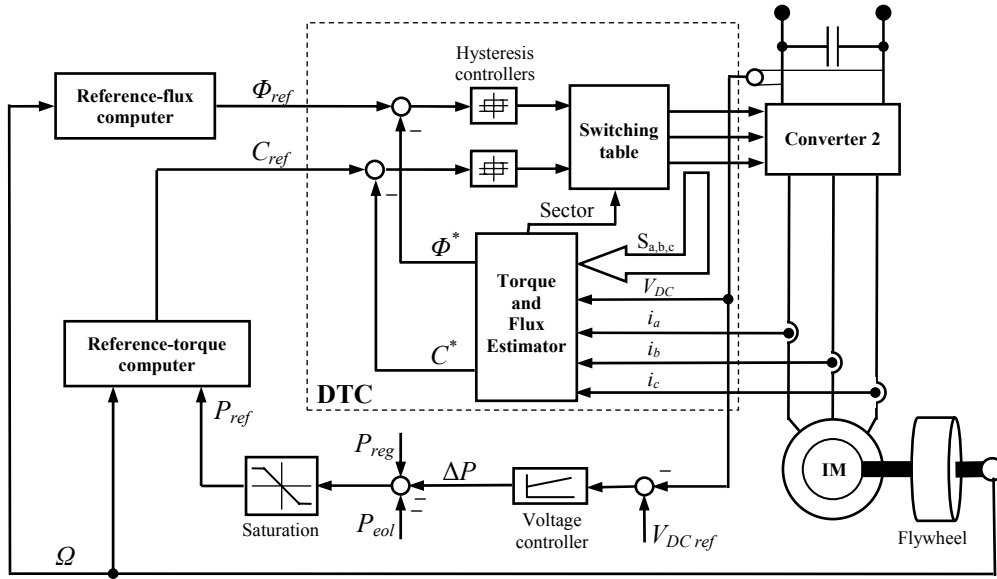 Hysteresis
controllers
Reference-flux
computer
Φref
Switching
table
Converter 2
Cref
Sector
Sa,b,c
Φ*
Torque
and
Flux
Estimator
VDC
ia
ib
ic
Reference-torque
computer
C*
DTC
Pref
Preg
ΔP
IM
Saturation
Peol
Voltage
controller
VDC ref
Flywheel
Ω